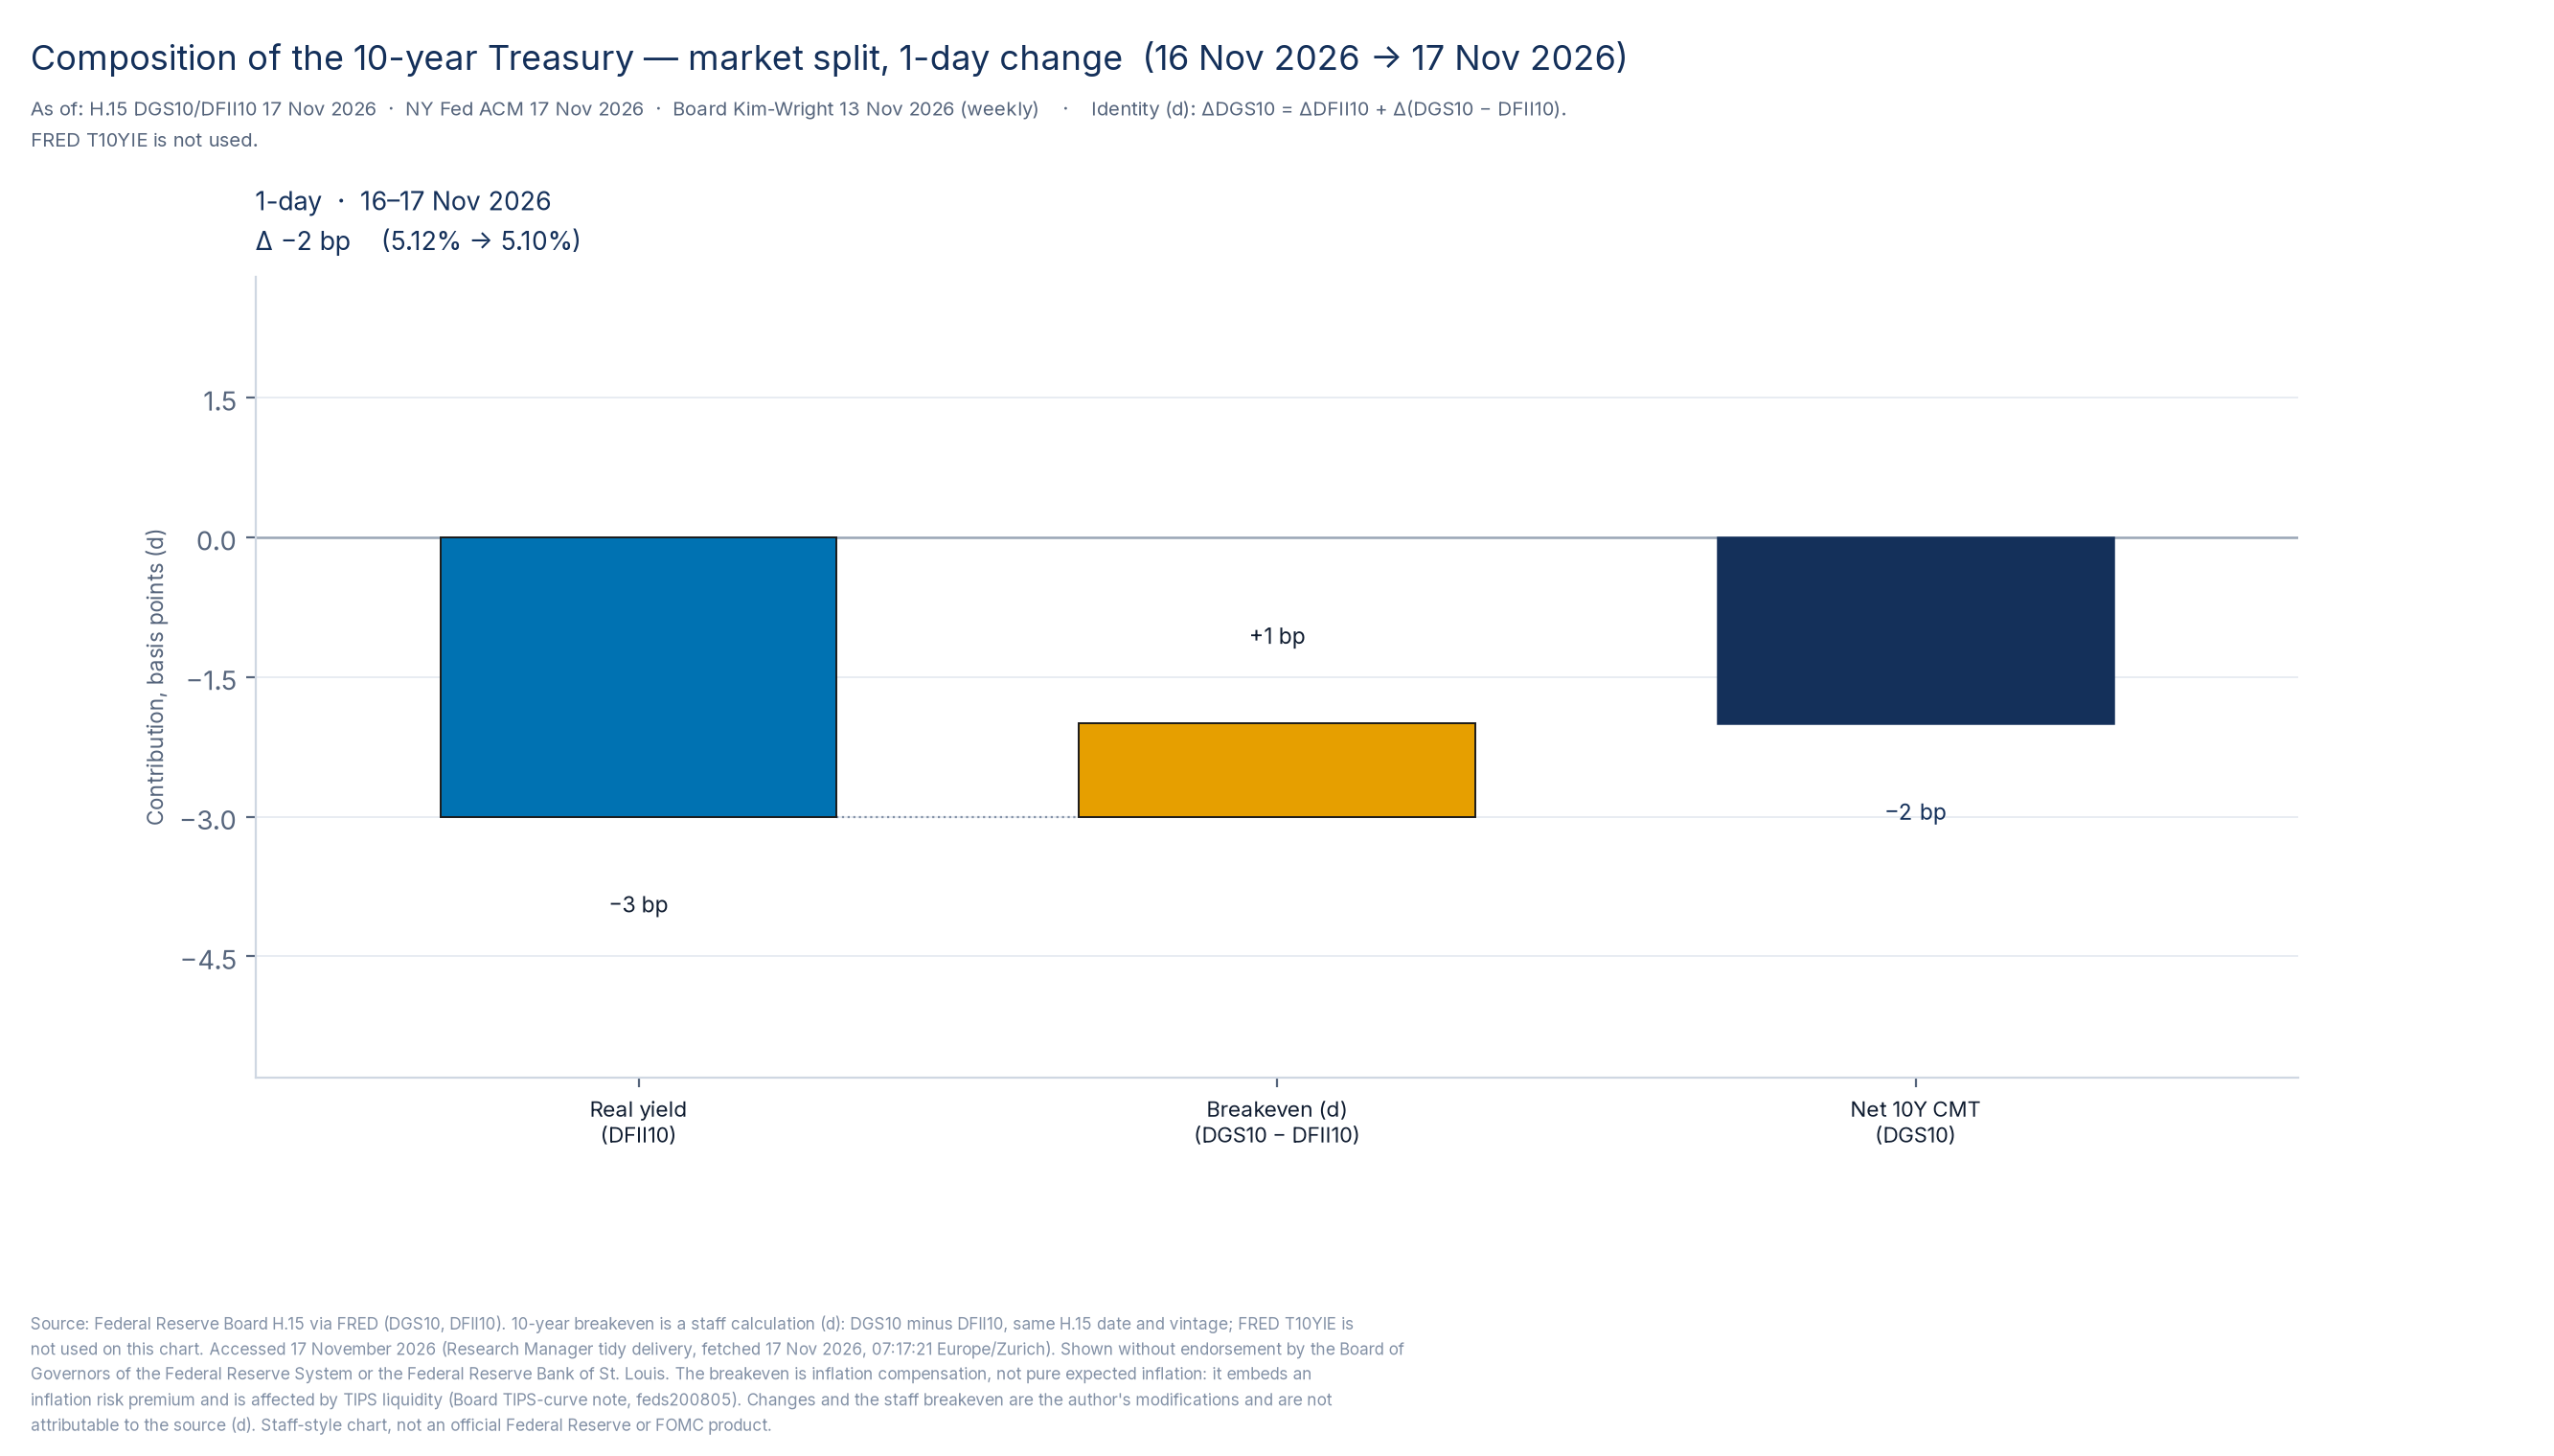 Composition of the 10-year Treasury — market split, 1-day change (16 Nov 2026 → 17 Nov 2026)
As of: H.15 DGS10/DFII10 17 Nov 2026 · NY Fed ACM 17 Nov 2026 · Board Kim-Wright 13 Nov 2026 (weekly) · Identity (d): ΔDGS10 = ΔDFII10 + Δ(DGS10 − DFII10).
FRED T10YIE is not used.
1-day · 16–17 Nov 2026
Δ −2 bp (5.12% → 5.10%)
Contribution, basis points (d)
1.5
0.0
−1.5
−3.0
−4.5
−3 bp
+1 bp
−2 bp
Real yield
(DFII10)
Breakeven (d)
(DGS10 − DFII10)
Net 10Y CMT
(DGS10)
Source: Federal Reserve Board H.15 via FRED (DGS10, DFII10). 10-year breakeven is a staff calculation (d): DGS10 minus DFII10, same H.15 date and vintage; FRED T10YIE is
not used on this chart. Accessed 17 November 2026 (Research Manager tidy delivery, fetched 17 Nov 2026, 07:17:21 Europe/Zurich). Shown without endorsement by the Board of
Governors of the Federal Reserve System or the Federal Reserve Bank of St. Louis. The breakeven is inflation compensation, not pure expected inflation: it embeds an
inflation risk premium and is affected by TIPS liquidity (Board TIPS-curve note, feds200805). Changes and the staff breakeven are the author's modifications and are not
attributable to the source (d). Staff-style chart, not an official Federal Reserve or FOMC product.